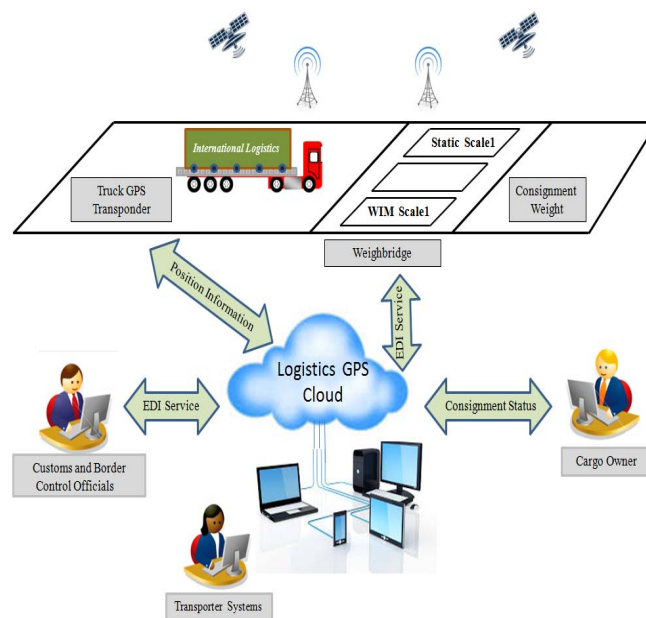 International Logistics
Static Scale1
Truck GPS
Transponder
Consignment
Weight
WIM Scale1
Weighbridge
Position Information
EDI Service
Logistics GPS
Cloud
EDI Service
Consignment Status
Customs and Border
Control Officials
Cargo Owner
Transporter Systems